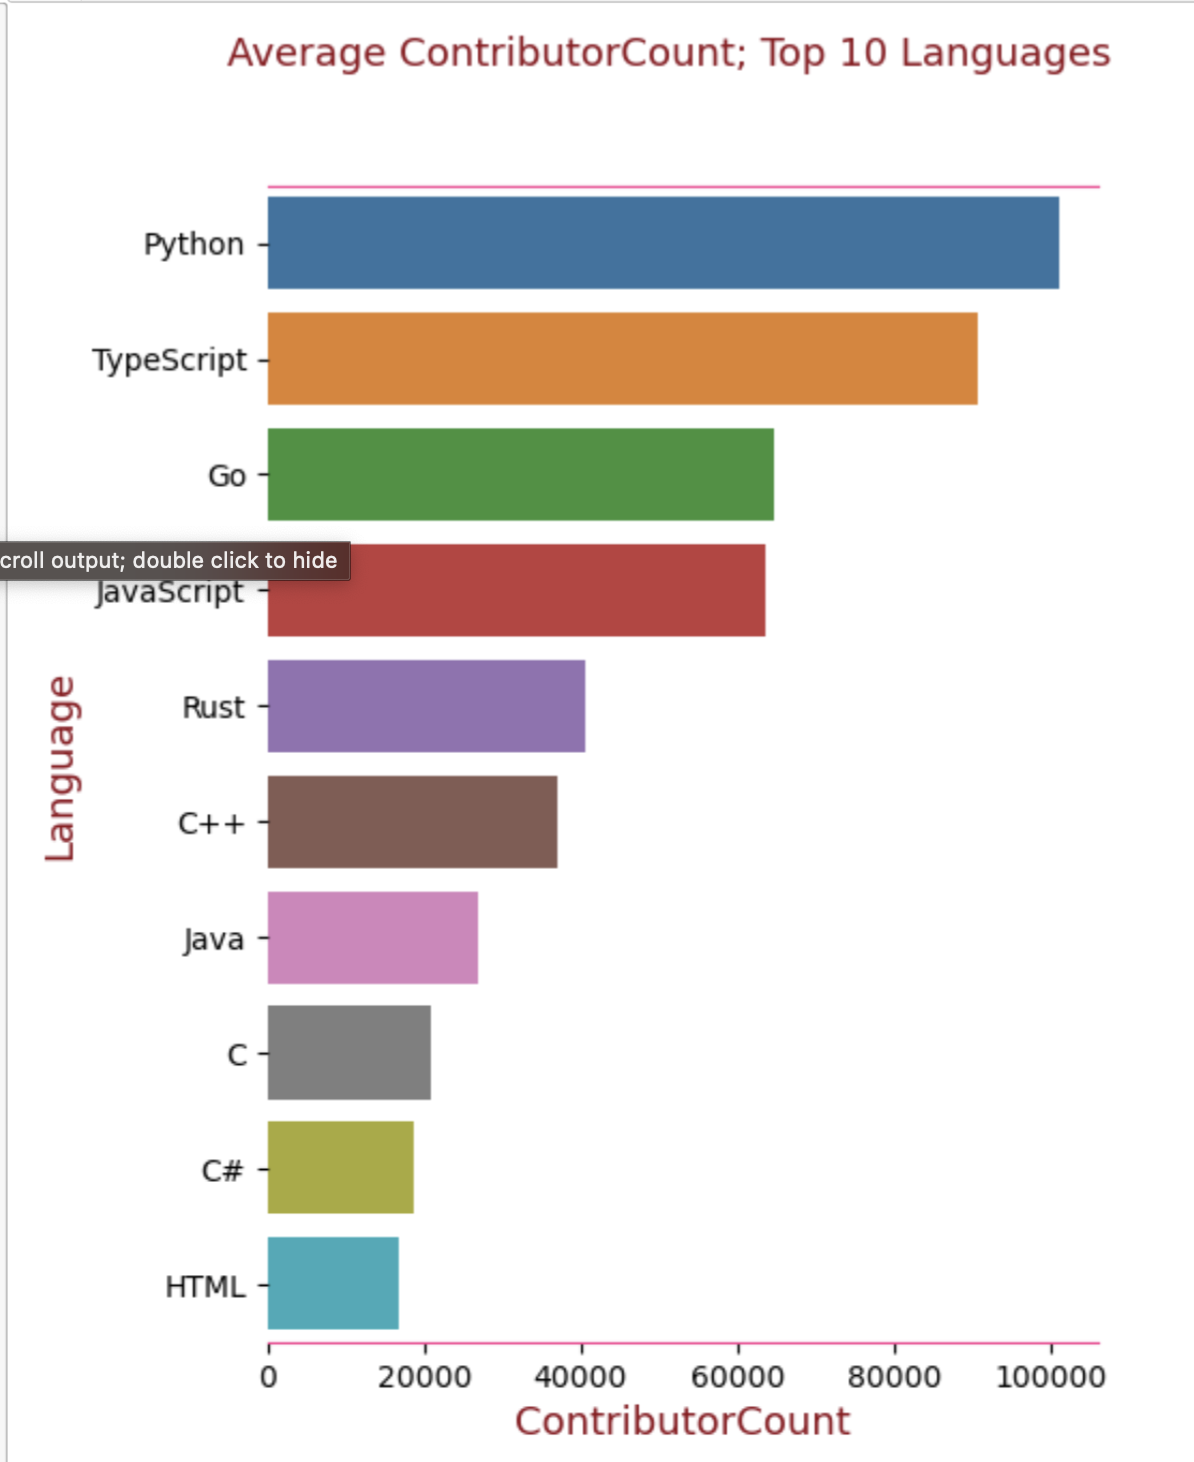 Average ContributorCount; Top 10 Languages
Python
TypeScript
Go
croll output; double click to hide
JavaScript
Rust
Language
C++
Java
C
C#
HTML
0 20000 40000 60000 80000 100000
ContributorCount